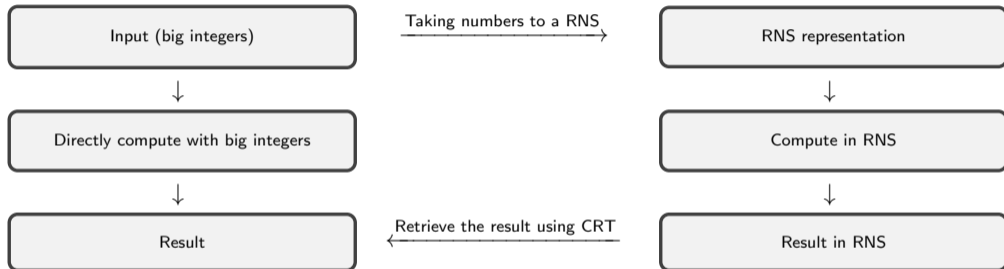 Input (big integers)
Taking numbers to a RNS
RNS representation
Directly compute with big integers
Compute in RNS
Result
Retrieve the result using CRT
Result in RNS